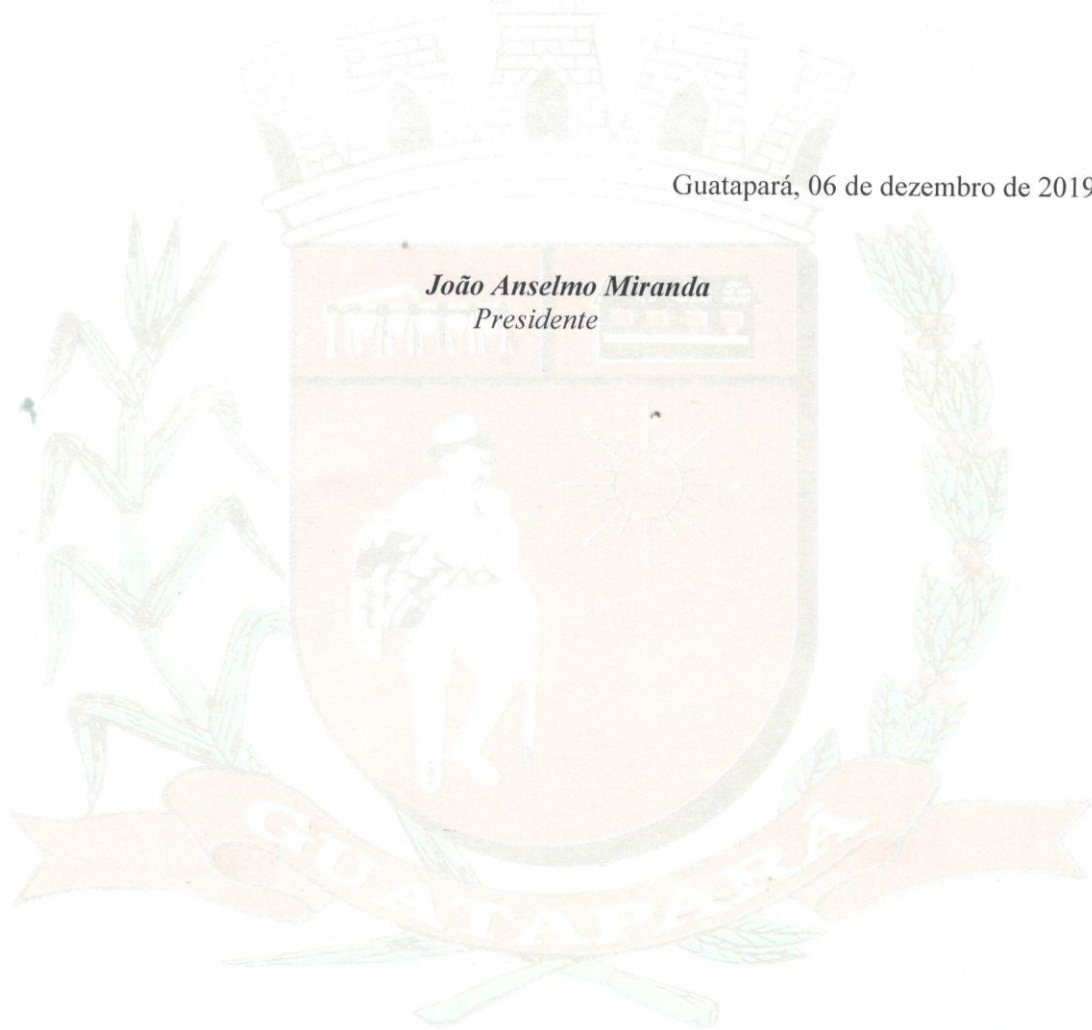 Guatapará, 06 de dezembro de 2019
João Anselmo Miranda
Presidente
GUATAPARÁ